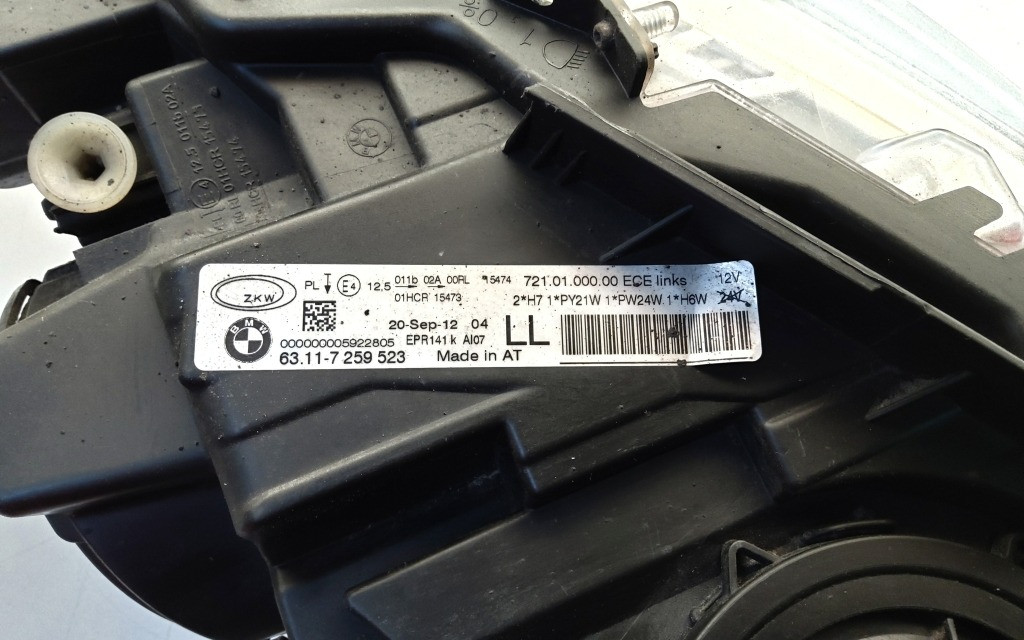 ZKW
PL E4 12,5 011b 02A 00RL 15474 721.01.000.00 ECE links 12V
01HCR 15473 2*H7 1*PY21W 1*PW24W 1*H6W 24V
20-Sep-12 04 LL
BMW 000000005922805 EPR141 k AI07
63.11-7 259 523 Made in AT
1